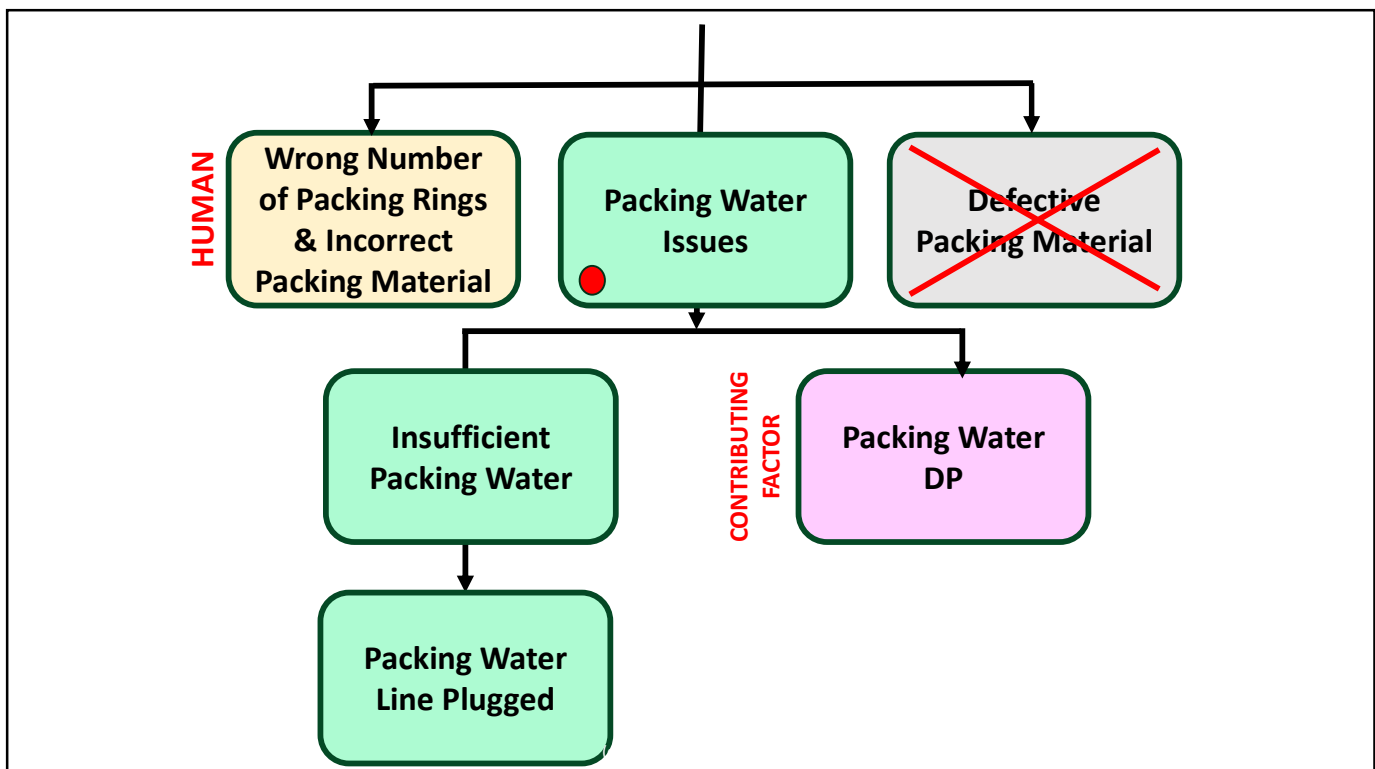 HUMAN
Wrong Number
of Packing Rings
& Incorrect
Packing Material
Packing Water
Issues
Defective
Packing Material
Insufficient
Packing Water
CONTRIBUTING
FACTOR
Packing Water
DP
Packing Water
Line Plugged